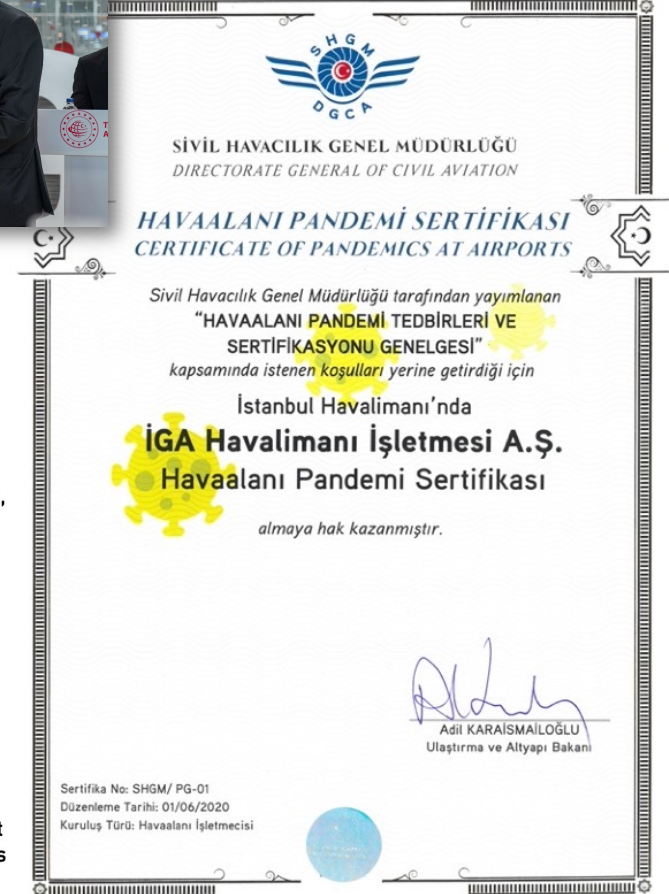 SHGM
DGCA
SİVİL HAVACILIK GENEL MÜDÜRLÜĞÜ
DIRECTORATE GENERAL OF CIVIL AVIATION
HAVAALANI PANDEMİ SERTİFİKASI
CERTIFICATE OF PANDEMICS AT AIRPORTS
Sivil Havacılık Genel Müdürlüğü tarafından yayımlanan
“HAVAALANI PANDEMİ TEDBİRLERİ VE
SERTİFİKASYONU GENELGESİ”
kapsamında istenen koşulları yerine getirdiği için
İstanbul Havalimanı’nda
İGA Havalimanı İşletmesi A.Ş.
Havaalanı Pandemi Sertifikası
almaya hak kazanmıştır.
Adil KARAİSMAİLOĞLU
Ulaştırma ve Altyapı Bakanı
Sertifika No: SHGM/ PG-01
Düzenleme Tarihi: 01/06/2020
Kuruluş Türü: Havaalanı İşletmecisi